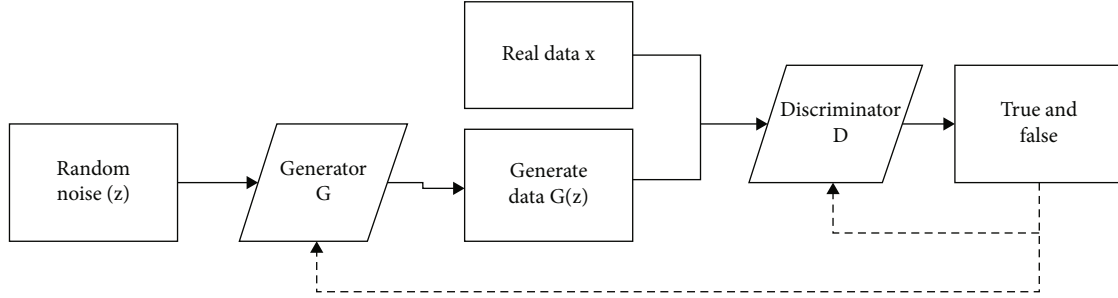 Real data x
Random
noise (z)
Generator
G
Generate
data G(z)
Discriminator
D
True and
false